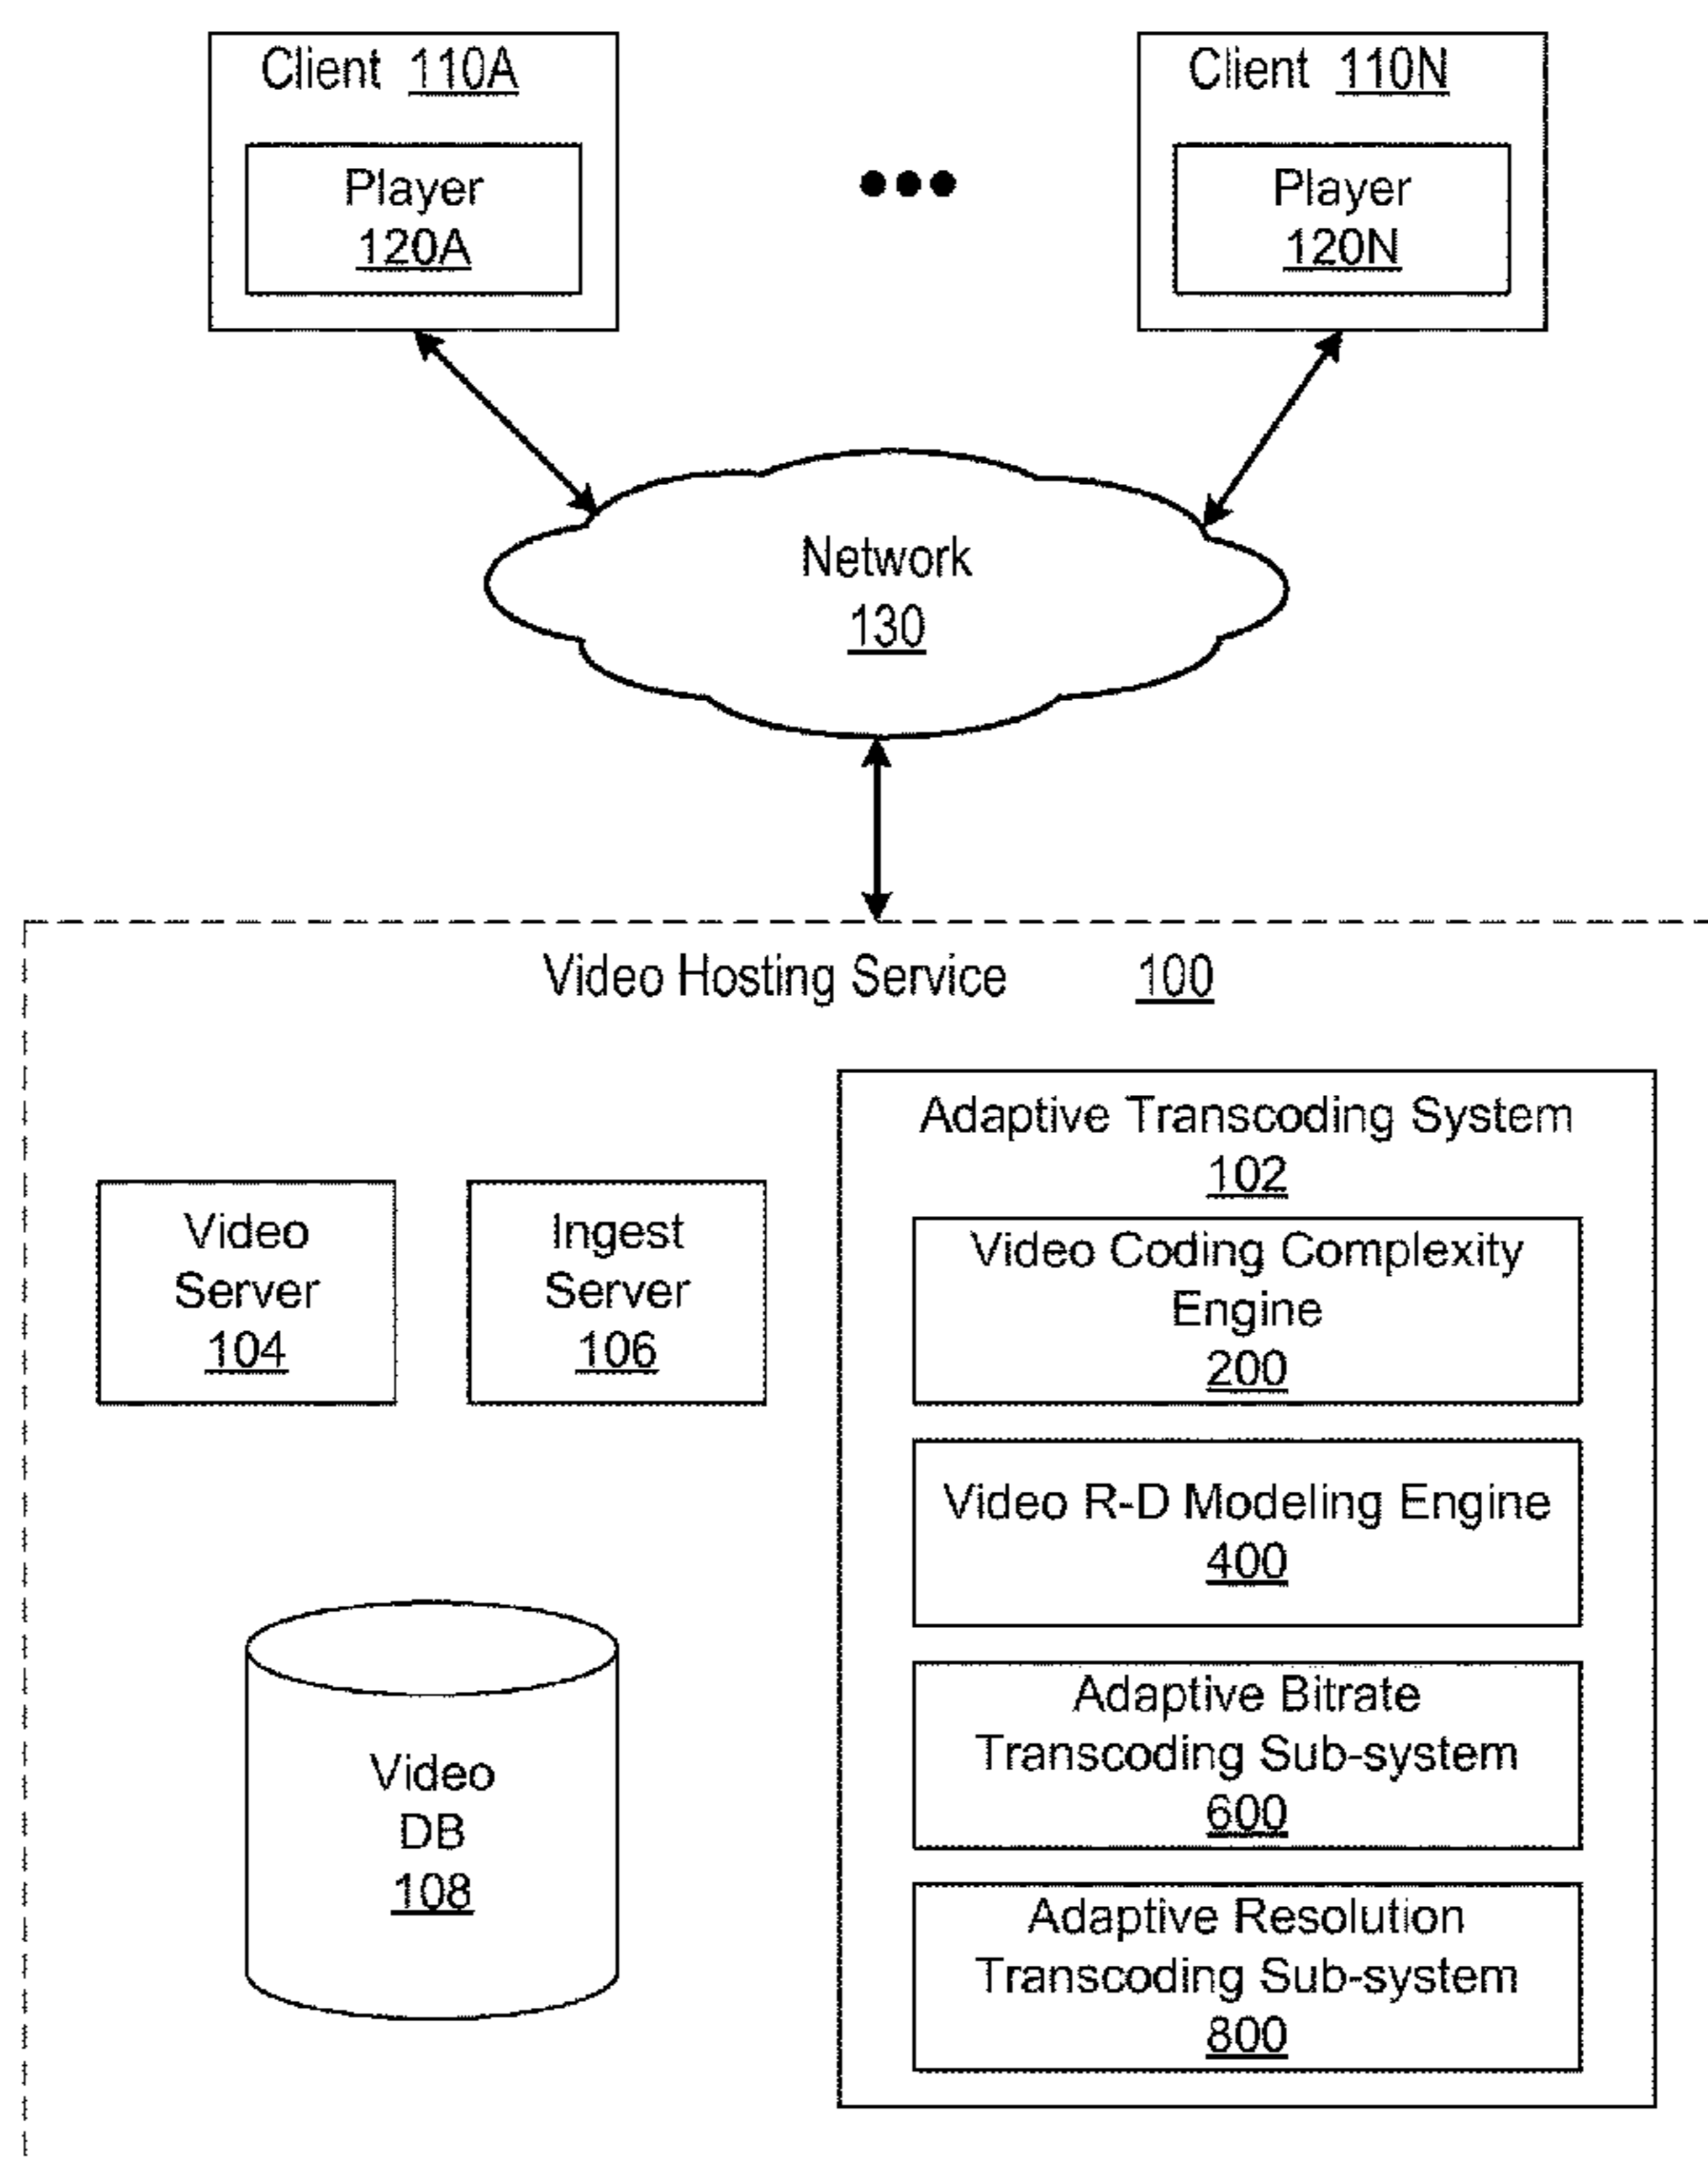 Client 110A
Player
120A
Client 110N
Player
120N
Network
130
Video Hosting Service 100
Video
Server
104
Ingest
Server
106
Video
DB
108
Adaptive Transcoding System
102
Video Coding Complexity
Engine
200
Video R-D Modeling Engine
400
Adaptive Bitrate
Transcoding Sub-system
600
Adaptive Resolution
Transcoding Sub-system
800